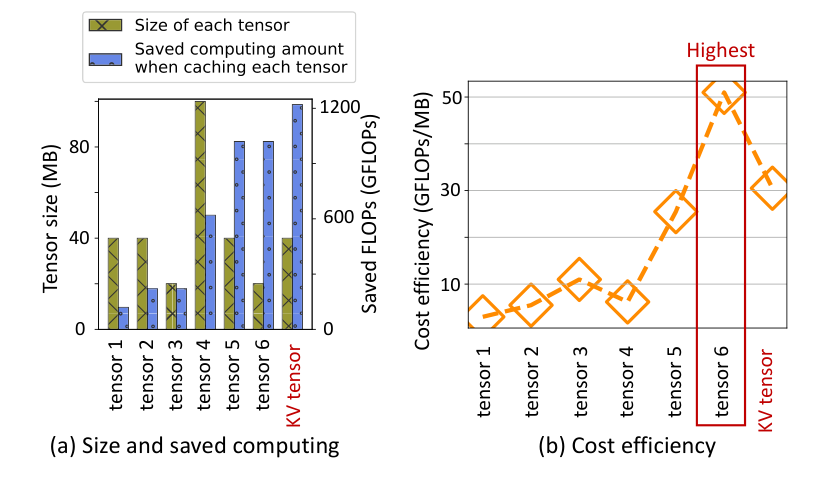 Size of each tensor
Saved computing amount
when caching each tensor
Tensor size (MB)
80
40
0
1200
600
0
Saved FLOPs (GFLOPs)
tensor 1
tensor 2
tensor 3
tensor 4
tensor 5
tensor 6
KV tensor
(a) Size and saved computing
Highest
Cost efficiency (GFLOPs/MB)
50
30
10
tensor 1
tensor 2
tensor 3
tensor 4
tensor 5
tensor 6
KV tensor
(b) Cost efficiency